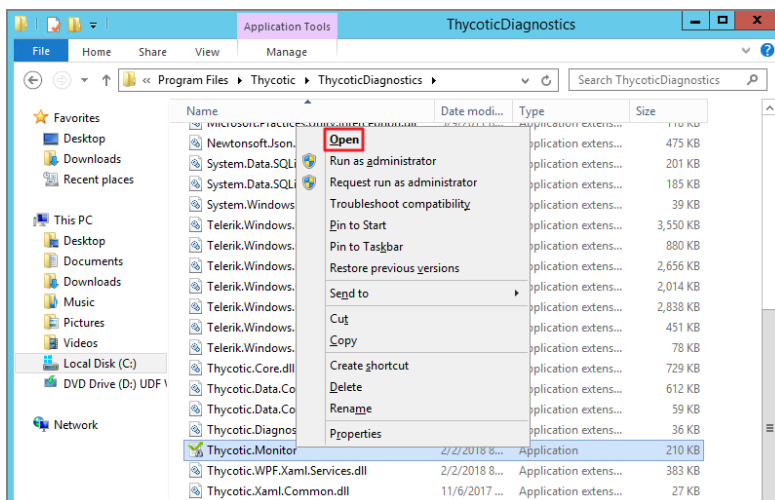 Application Tools
ThycoticDiagnostics
File Home Share View Manage
« Program Files Thycotic ThycoticDiagnostics
Search ThycoticDiagnostics
Name Date modi... Type Size
Favorites
Desktop
Downloads
Recent places
This PC
Desktop
Documents
Downloads
Music
Pictures
Videos
Local Disk (C:)
DVD Drive (D:) UDF
Network
Newtonsoft.Json. 475 KB
System.Data.SQLi 201 KB
System.Data.SQLi 185 KB
System.Windows 39 KB
Telerik.Windows. 3,550 KB
Telerik.Windows. 880 KB
Telerik.Windows. 2,656 KB
Telerik.Windows. 2,014 KB
Telerik.Windows. 2,838 KB
Telerik.Windows. 451 KB
Telerik.Windows. 78 KB
Thycotic.Core.dll 729 KB
Thycotic.Data.Co 612 KB
Thycotic.Data.Co 59 KB
Thycotic.Diagnos 36 KB
Thycotic.Monitor 2/2/2018 8... Application 210 KB
Thycotic.WPF.Xaml.Services.dll 2/2/2018 8... Application extens... 383 KB
Thycotic.Xaml.Common.dll 11/6/2017 ... Application extens... 27 KB
Open
Run as administrator
Request run as administrator
Troubleshoot compatibility
Pin to Start
Pin to Taskbar
Restore previous versions
Send to
Cut
Copy
Create shortcut
Delete
Rename
Properties